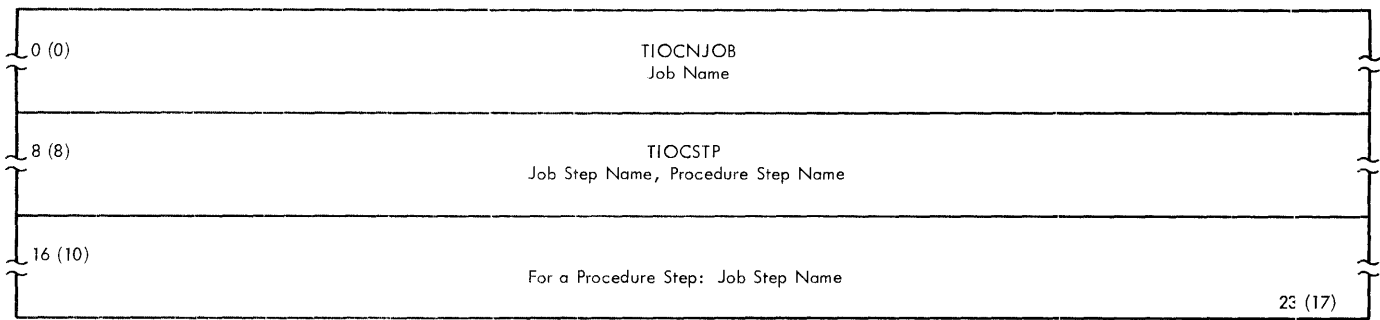 0 (0)
TIOCNJOB
Job Name
8 (8)
TIOCSTP
Job Step Name, Procedure Step Name
16 (10)
For a Procedure Step: Job Step Name
23 (17)